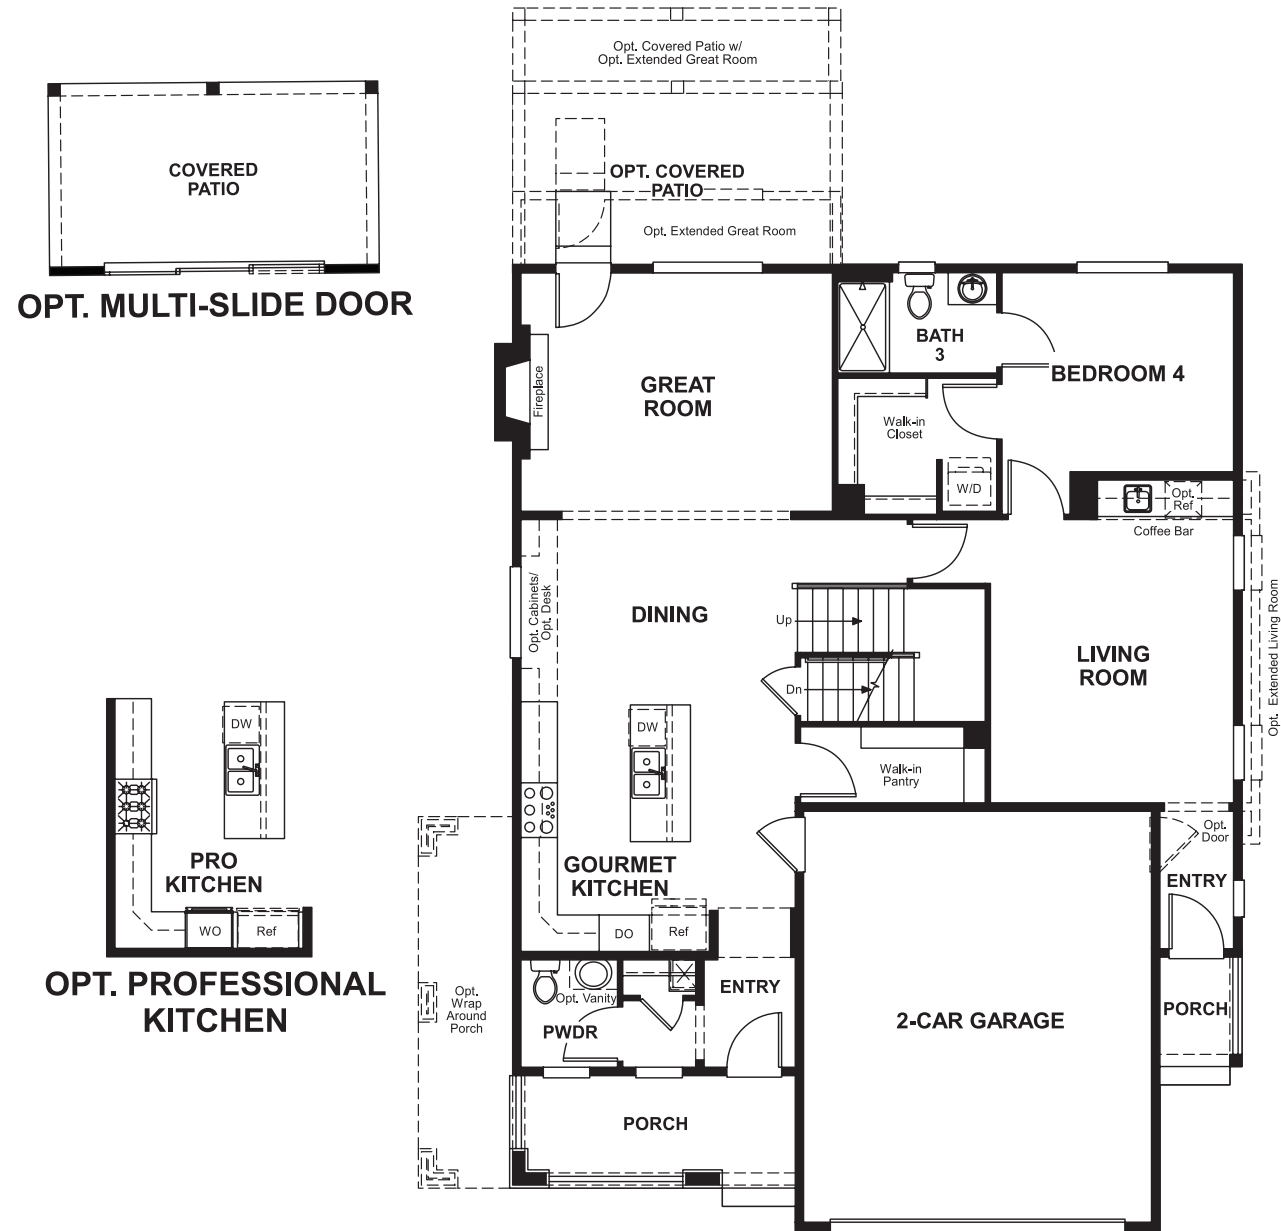 Opt. Covered Patio w/
Opt. Extended Great Room
COVERED
PATIO
OPT. MULTI-SLIDE DOOR
OPT. COVERED
PATIO
Opt. Extended Great Room
BATH
3
BEDROOM 4
GREAT
ROOM
Fireplace
Walk-in
Closet
W/D
Opt.
Ref
Coffee Bar
Opt. Cabinets/
Opt. Desk
DINING
Up
Dn
LIVING
ROOM
Opt. Extended Living Room
DW
Walk-in
Pantry
DW
PRO
KITCHEN
WO
Ref
OPT. PROFESSIONAL
KITCHEN
GOURMET
KITCHEN
DO
Ref
Opt.
Door
ENTRY
Opt.
Wrap
Around
Porch
Opt. Vanity
PWDR
ENTRY
2-CAR GARAGE
PORCH
PORCH